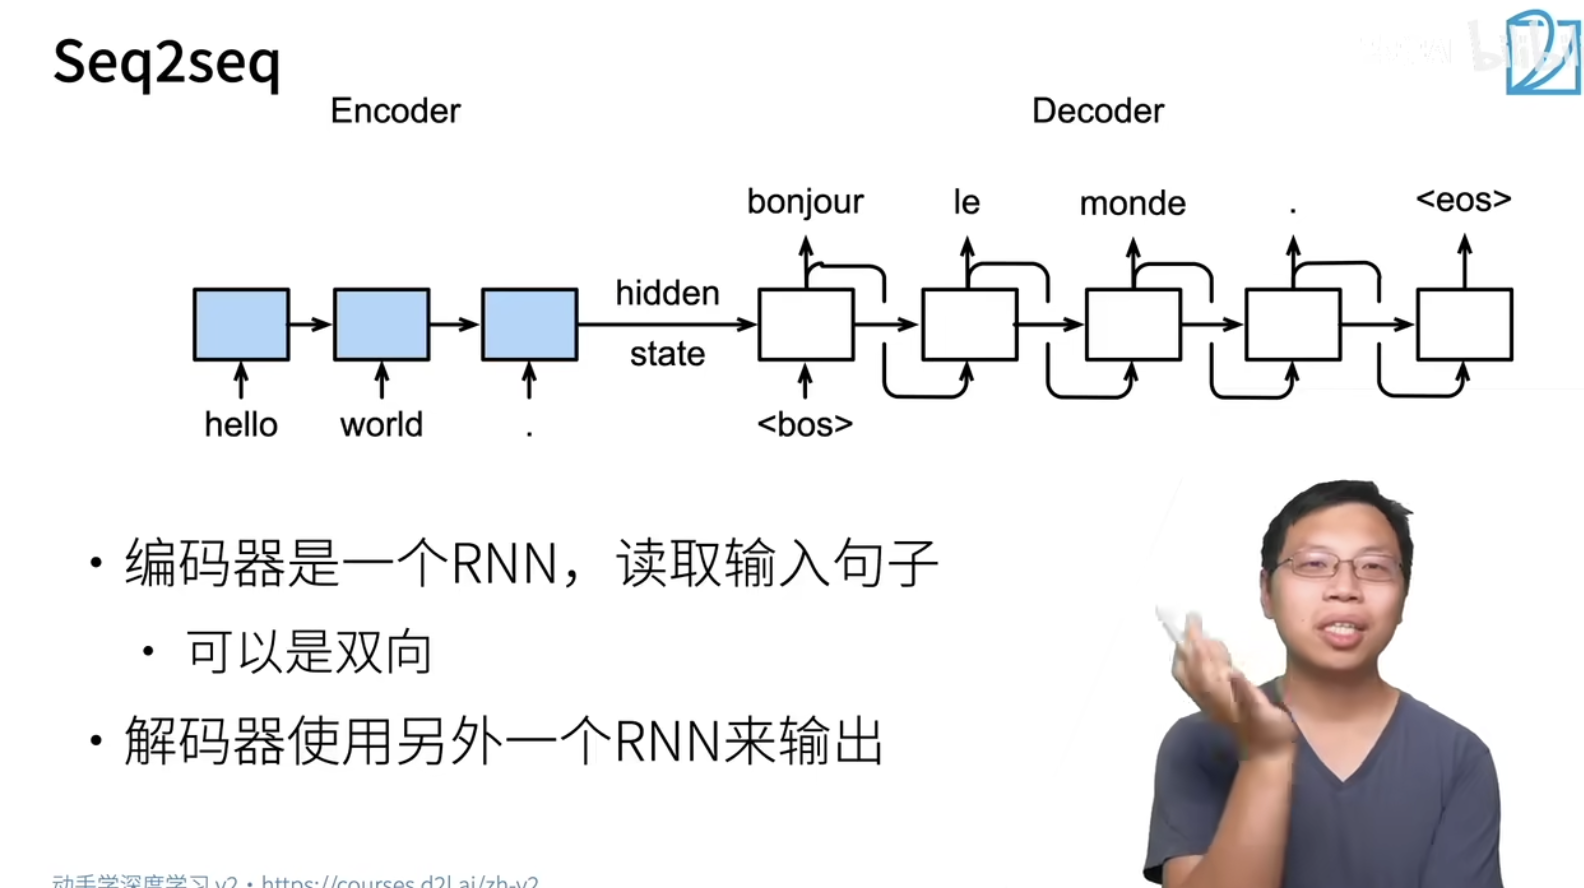 Seq2seq
Encoder
Decoder
bonjour le monde . <eos>
hidden
state
hello world . <bos>
• 编码器是一个RNN，读取输入句子
• 可以是双向
• 解码器使用另外一个RNN来输出
动手学深度学习 v2 • https://courses.d2l.ai/zh-v2